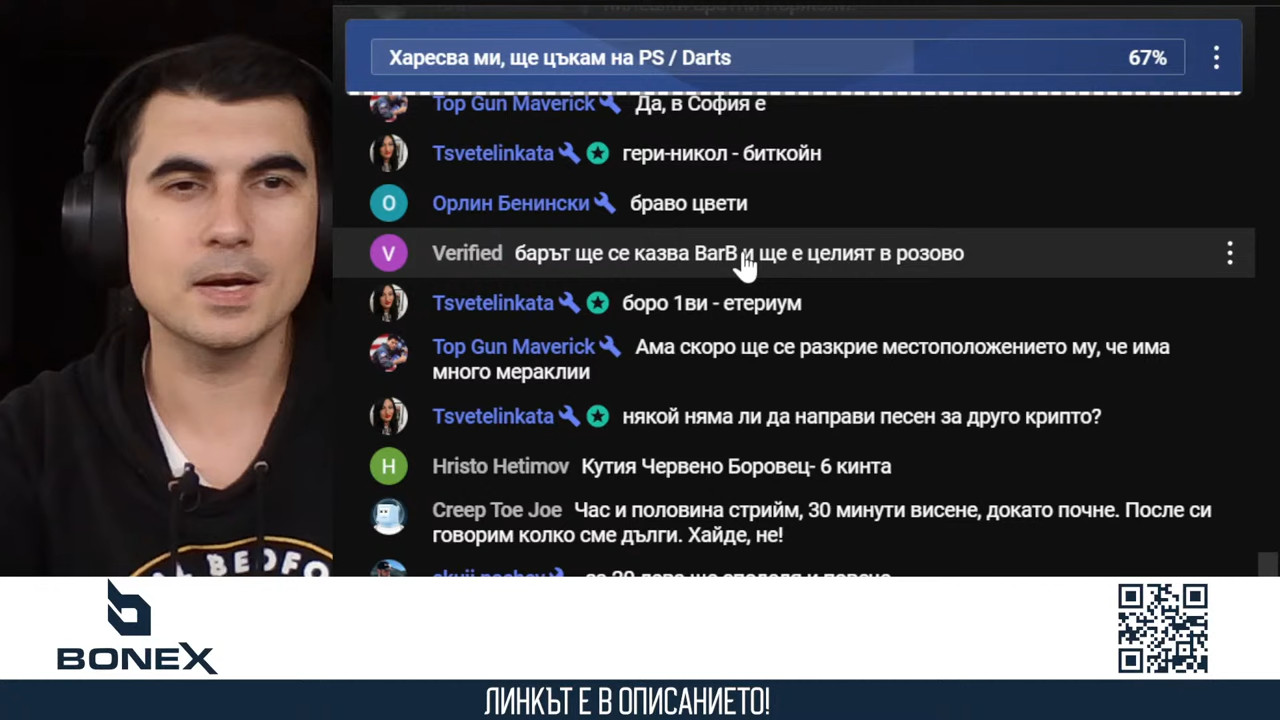 Харесва ми, ще цъкам на PS / Darts 67%
Top Gun Maverick Да, в София е
Tsvetelinkata гери-никол - биткойн
О Орлин Бенински браво цвети
V Verified барът ще се казва BarB и ще е целият в розово
Tsvetelinkata боро 1ви - етериум
Top Gun Maverick Ама скоро ще се разкрие местоположението му, че има
много мераклии
Tsvetelinkata някой няма ли да направи песен за друго крипто?
H Hristo Hetimov Кутия Червено Боровец- 6 кинта
Creep Toe Joe Час и половина стрийм, 30 минути висене, докато почне. После си
говорим колко сме дълги. Хайде, не!
BEDFO
BONEX
ЛИНКЪТ Е В ОПИСАНИЕТО!